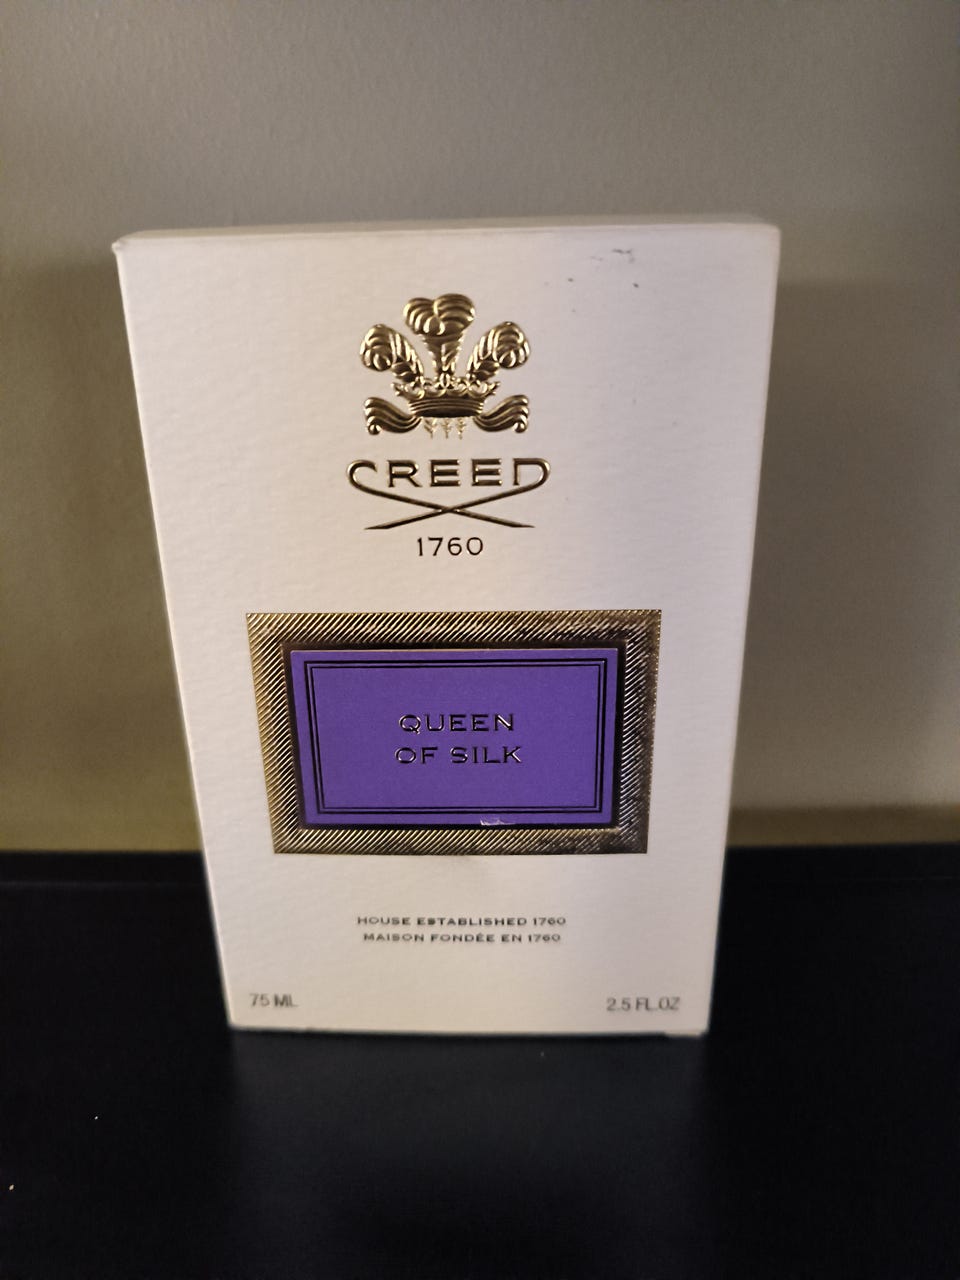 CREED
1760
QUEEN
OF SILK
HOUSE ESTABLISHED 1760
MAISON FONDÉE EN 1760
75 ML
2.5 FL.OZ